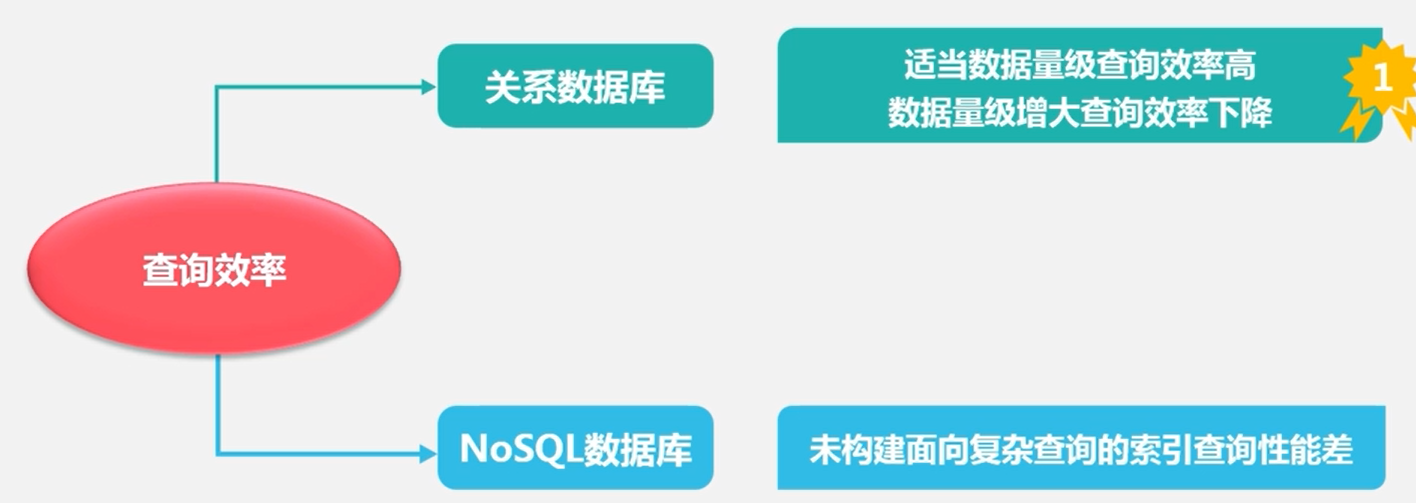 关系数据库
适当数据量级查询效率高
数据量级增大查询效率下降
1
查询效率
NoSQL数据库
未构建面向复杂查询的索引查询性能差